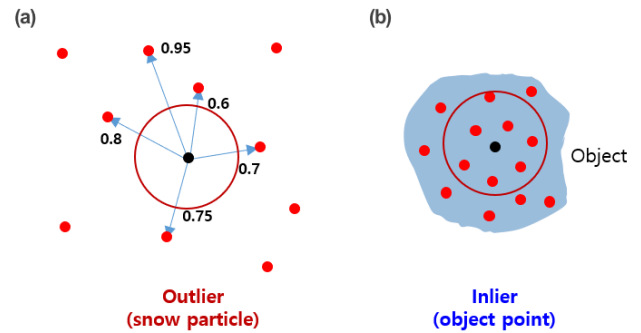 (a)
(b)
0.95
0.6
0.8
0.7
0.75
Object
Outlier
(snow particle)
Inlier
(object point)